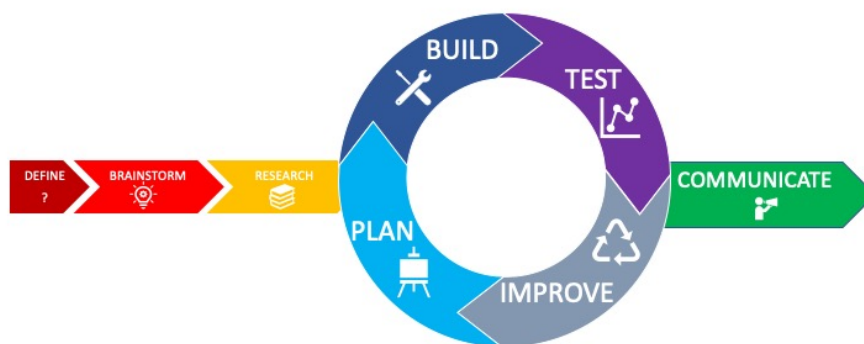 DEFINE
?
BRAINSTORM
RESEARCH
PLAN
BUILD
TEST
IMPROVE
COMMUNICATE